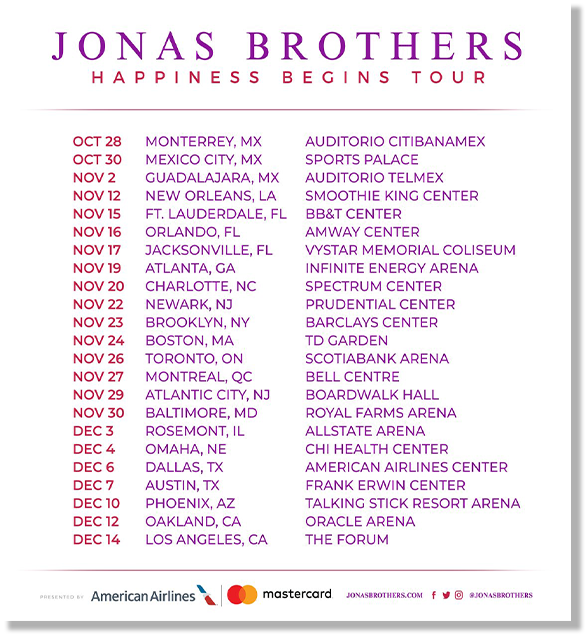 JONAS BROTHERS
HAPPINESS BEGINS TOUR
OCT 28 MONTERREY, MX AUDITORIO CITIBANAMEX
OCT 30 MEXICO CITY, MX SPORTS PALACE
NOV 2 GUADALAJARA, MX AUDITORIO TELMEX
NOV 12 NEW ORLEANS, LA SMOOTHIE KING CENTER
NOV 15 FT. LAUDERDALE, FL BB&T CENTER
NOV 16 ORLANDO, FL AMWAY CENTER
NOV 17 JACKSONVILLE, FL VYSTAR MEMORIAL COLISEUM
NOV 19 ATLANTA, GA INFINITE ENERGY ARENA
NOV 20 CHARLOTTE, NC SPECTRUM CENTER
NOV 22 NEWARK, NJ PRUDENTIAL CENTER
NOV 23 BROOKLYN, NY BARCLAYS CENTER
NOV 24 BOSTON, MA TD GARDEN
NOV 26 TORONTO, ON SCOTIABANK ARENA
NOV 27 MONTREAL, QC BELL CENTRE
NOV 29 ATLANTIC CITY, NJ BOARDWALK HALL
NOV 30 BALTIMORE, MD ROYAL FARMS ARENA
DEC 3 ROSEMONT, IL ALLSTATE ARENA
DEC 4 OMAHA, NE CHI HEALTH CENTER
DEC 6 DALLAS, TX AMERICAN AIRLINES CENTER
DEC 7 AUSTIN, TX FRANK ERWIN CENTER
DEC 10 PHOENIX, AZ TALKING STICK RESORT ARENA
DEC 12 OAKLAND, CA ORACLE ARENA
DEC 14 LOS ANGELES, CA THE FORUM
PRESENTED BY American Airlines mastercard JONASBROTHERS.COM @JONASBROTHERS